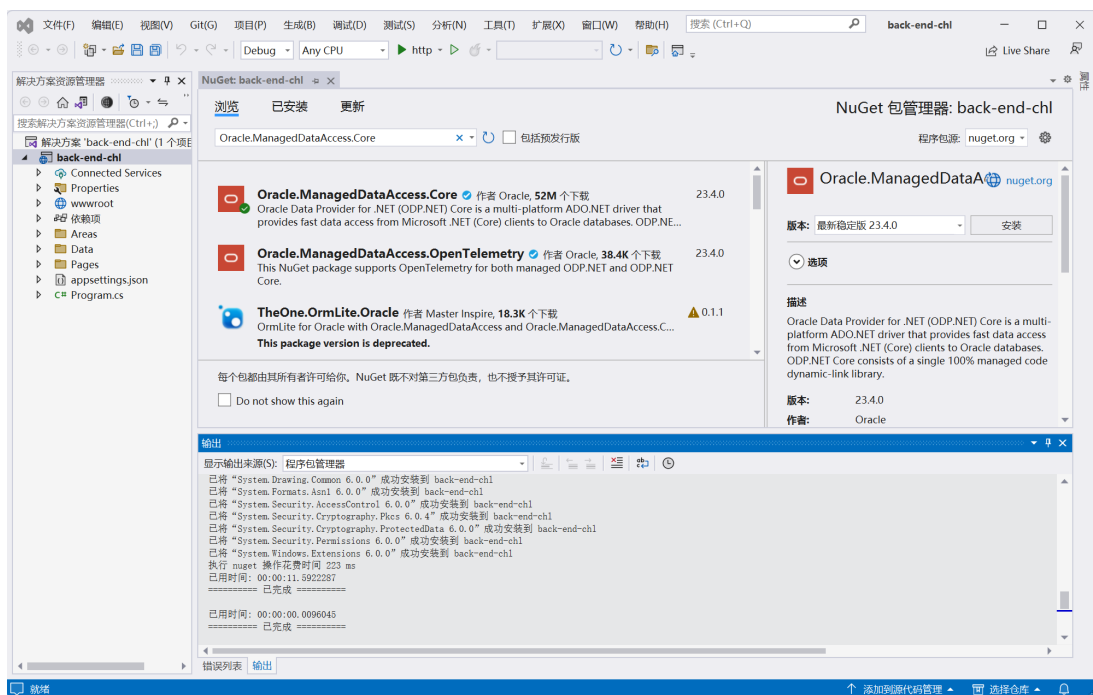 文件(F) 编辑(E) 视图(V) Git(G) 项目(P) 生成(B) 调试(D) 测试(S) 分析(N) 工具(T) 扩展(X) 窗口(W) 帮助(H) 搜索 (Ctrl+Q) back-end-chl
Debug Any CPU http Live Share
解决方案资源管理器
搜索解决方案资源管理器(Ctrl+;)
解决方案 'back-end-chl' (1 个项目
back-end-chl
Connected Services
Properties
wwwroot
依赖项
Areas
Data
Pages
appsettings.json
C# Program.cs
NuGet: back-end-chl
浏览 已安装 更新
NuGet 包管理器: back-end-chl
Oracle.ManagedDataAccess.Core 包括预发行版
程序包源: nuget.org
Oracle.ManagedDataAccess.Core 作者 Oracle, 52M 个下载 23.4.0
Oracle Data Provider for .NET (ODP.NET) Core is a multi-platform ADO.NET driver that
provides fast data access from Microsoft .NET (Core) clients to Oracle databases. ODP.NE...
Oracle.ManagedDataAccess.OpenTelemetry 作者 Oracle, 38.4K 个下载 23.4.0
This NuGet package supports OpenTelemetry for both managed ODP.NET and ODP.NET
Core.
TheOne.OrmLite.Oracle 作者 Master Inspire, 18.3K 个下载 0.1.1
OrmLite for Oracle with Oracle.ManagedDataAccess and Oracle.ManagedDataAccess.C...
This package version is deprecated.
每个包都由其所有者许可给你。NuGet 既不对第三方包负责，也不授予其许可证。
Do not show this again
Oracle.ManagedDataA nuget.org
版本: 最新稳定版 23.4.0 安装
选项
描述
Oracle Data Provider for .NET (ODP.NET) Core is a multi-
platform ADO.NET driver that provides fast data access
from Microsoft .NET (Core) clients to Oracle databases.
ODP.NET Core consists of a single 100% managed code
dynamic-link library.
版本: 23.4.0
作者: Oracle
属性
输出
显示输出来源(S): 程序包管理器
已将 “System.Drawing.Common 6.0.0” 成功安装到 back-end-chl
已将 “System.Formats.Asn1 6.0.0” 成功安装到 back-end-chl
已将 “System.Security.AccessControl 6.0.0” 成功安装到 back-end-chl
已将 “System.Security.Cryptography.Pkcs 6.0.4” 成功安装到 back-end-chl
已将 “System.Security.Cryptography.ProtectedData 6.0.0” 成功安装到 back-end-chl
已将 “System.Security.Permissions 6.0.0” 成功安装到 back-end-chl
已将 “System.Windows.Extensions 6.0.0” 成功安装到 back-end-chl
执行 nuget 操作花费时间 223 ms
已用时间: 00:00:11.5922287
========== 已完成 ==========
已用时间: 00:00:00.0096045
========== 已完成 ==========
错误列表 输出
就绪 添加到源代码管理 选择仓库